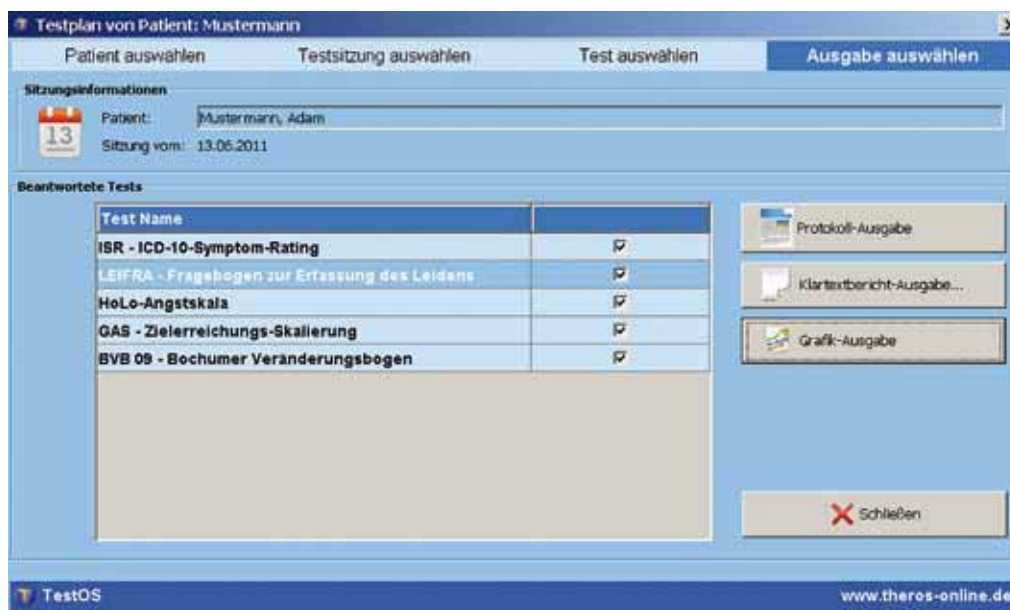 Testplan von Patient: Mustermann
Patient auswählen Testsitzung auswählen Test auswählen Ausgabe auswählen
Sitzungsinformationen
13
Patient: Mustermann, Adam
Sitzung vom: 13.06.2011
Beantwortete Tests
Test Name
ISR - ICD-10-Symptom-Rating
LEIFRA - Fragebogen zur Erfassung des Leidens
HoLo-Angstskala
GAS - Zielerreichungs-Skalierung
BVB 09 - Bochumer Veränderungsbogen
Protokoll-Ausgabe
Klartextbericht-Ausgabe...
Grafik-Ausgabe
Schließen
TestOS www.theros-online.de